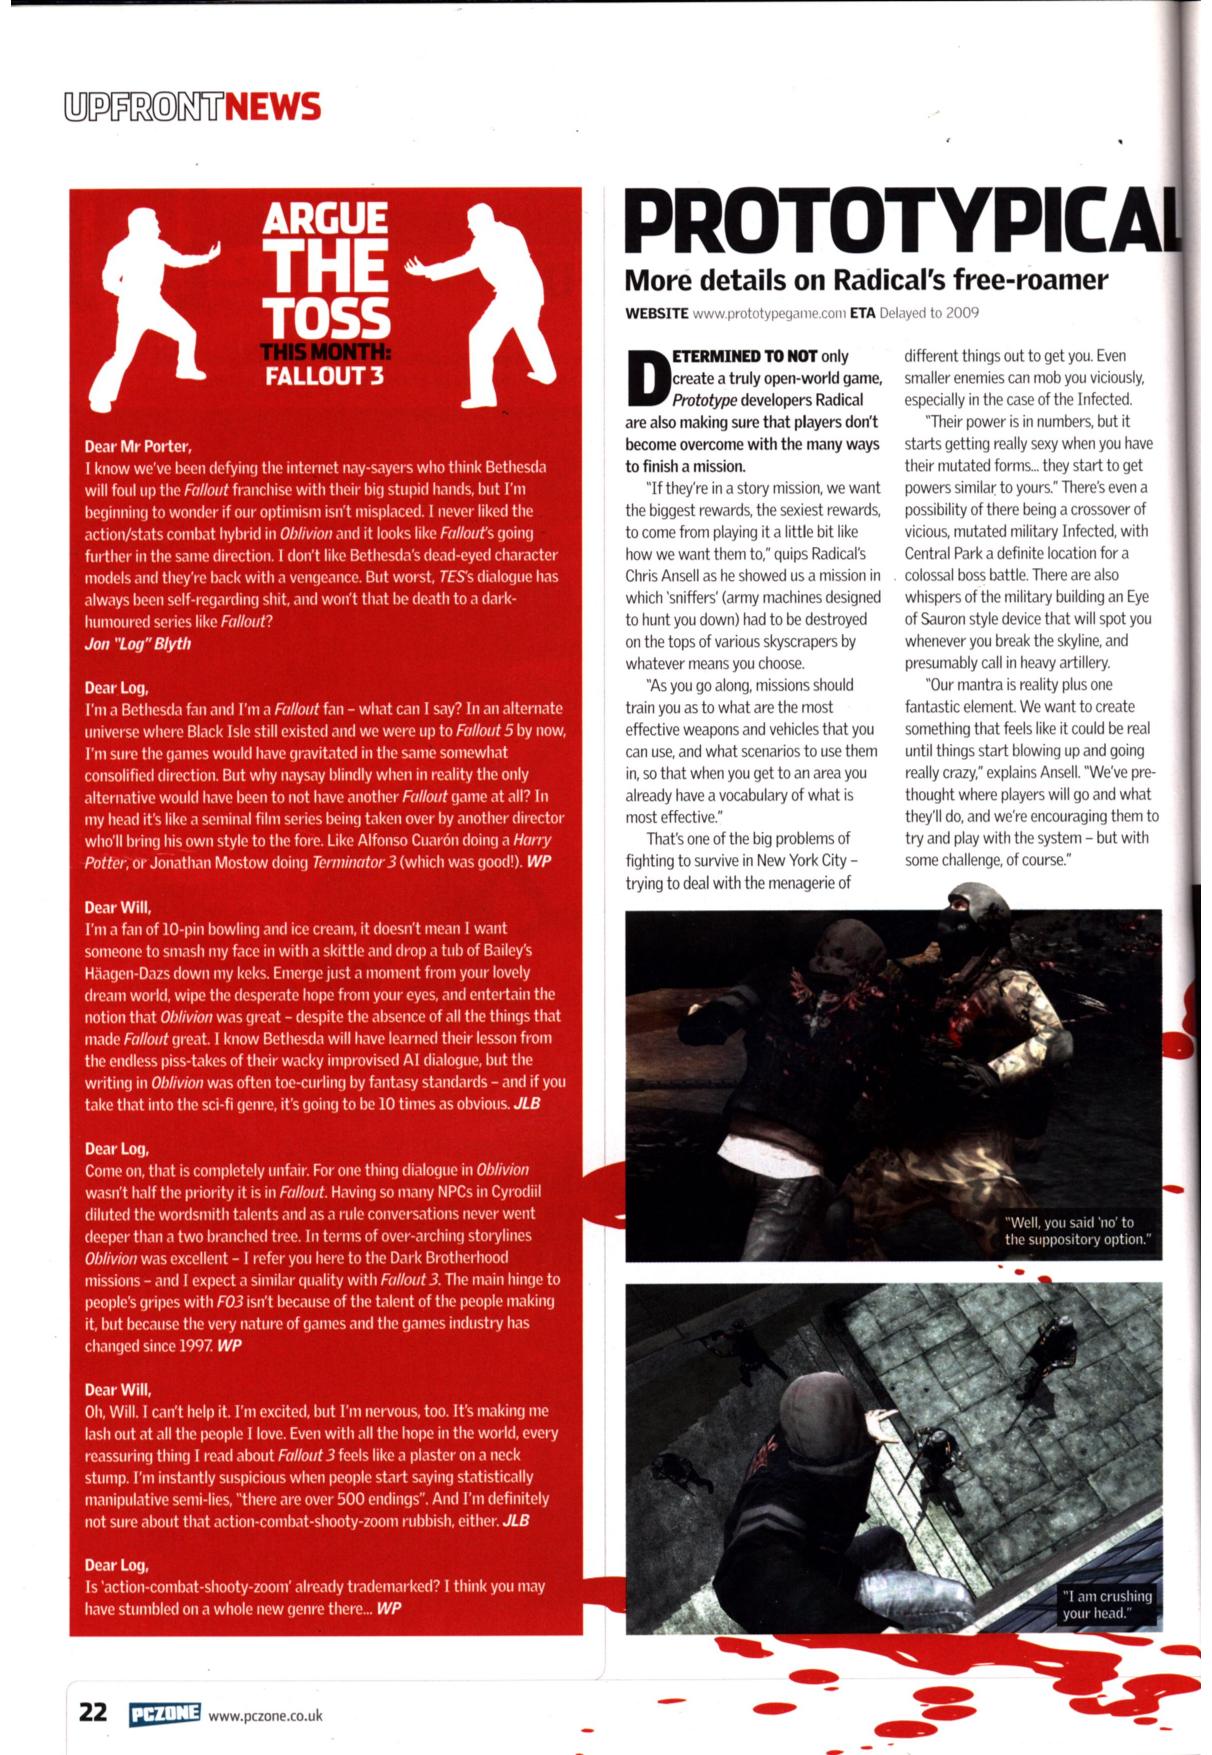 UPFRONTNEWS
ARGUE
THE
TOSS
THIS MONTH:
FALLOUT 3
Dear Mr Porter,
I know we've been defying the internet nay-sayers who think Bethesda
will foul up the Fallout franchise with their big stupid hands, but I'm
beginning to wonder if our optimism isn't misplaced. I never liked the
action/stats combat hybrid in Oblivion and it looks like Fallout's going
further in the same direction. I don't like Bethesda's dead-eyed character
models and they're back with a vengeance. But worst, TES's dialogue has
always been self-regarding shit, and won't that be death to a dark-
humoured series like Fallout?
Jon "Log" Blyth
Dear Log,
I'm a Bethesda fan and I'm a Fallout fan – what can I say? In an alternate
universe where Black Isle still existed and we were up to Fallout 5 by now,
I'm sure the games would have gravitated in the same somewhat
consolified direction. But why naysay blindly when in reality the only
alternative would have been to not have another Fallout game at all? In
my head it's like a seminal film series being taken over by another director
who'll bring his own style to the fore. Like Alfonso Cuarón doing a Harry
Potter, or Jonathan Mostow doing Terminator 3 (which was good!). WP
Dear Will,
I'm a fan of 10-pin bowling and ice cream, it doesn't mean I want
someone to smash my face in with a skittle and drop a tub of Bailey's
Häagen-Dazs down my keks. Emerge just a moment from your lovely
dream world, wipe the desperate hope from your eyes, and entertain the
notion that Oblivion was great – despite the absence of all the things that
made Fallout great. I know Bethesda will have learned their lesson from
the endless piss-takes of their wacky improvised AI dialogue, but the
writing in Oblivion was often toe-curling by fantasy standards – and if you
take that into the sci-fi genre, it's going to be 10 times as obvious. JLB
Dear Log,
Come on, that is completely unfair. For one thing dialogue in Oblivion
wasn't half the priority it is in Fallout. Having so many NPCs in Cyrodiil
diluted the wordsmith talents and as a rule conversations never went
deeper than a two branched tree. In terms of over-arching storylines
Oblivion was excellent – I refer you here to the Dark Brotherhood
missions – and I expect a similar quality with Fallout 3. The main hinge to
people's gripes with FO3 isn't because of the talent of the people making
it, but because the very nature of games and the games industry has
changed since 1997. WP
Dear Will,
Oh, Will. I can't help it. I'm excited, but I'm nervous, too. It's making me
lash out at all the people I love. Even with all the hope in the world, every
reassuring thing I read about Fallout 3 feels like a plaster on a neck
stump. I'm instantly suspicious when people start saying statistically
manipulative semi-lies, "there are over 500 endings". And I'm definitely
not sure about that action-combat-shooty-zoom rubbish, either. JLB
Dear Log,
Is 'action-combat-shooty-zoom' already trademarked? I think you may
have stumbled on a whole new genre there... WP
PROTOTYPICAL
More details on Radical's free-roamer
WEBSITE www.prototypegame.com ETA Delayed to 2009
DETERMINED TO NOT only
create a truly open-world game,
Prototype developers Radical
are also making sure that players don't
become overcome with the many ways
to finish a mission.
"If they're in a story mission, we want
the biggest rewards, the sexiest rewards,
to come from playing it a little bit like
how we want them to," quips Radical's
Chris Ansell as he showed us a mission in
which 'sniffers' (army machines designed
to hunt you down) had to be destroyed
on the tops of various skyscrapers by
whatever means you choose.
"As you go along, missions should
train you as to what are the most
effective weapons and vehicles that you
can use, and what scenarios to use them
in, so that when you get to an area you
already have a vocabulary of what is
most effective."
That's one of the big problems of
fighting to survive in New York City –
trying to deal with the menagerie of
different things out to get you. Even
smaller enemies can mob you viciously,
especially in the case of the Infected.
"Their power is in numbers, but it
starts getting really sexy when you have
their mutated forms... they start to get
powers similar to yours." There's even a
possibility of there being a crossover of
vicious, mutated military Infected, with
Central Park a definite location for a
colossal boss battle. There are also
whispers of the military building an Eye
of Sauron style device that will spot you
whenever you break the skyline, and
presumably call in heavy artillery.
"Our mantra is reality plus one
fantastic element. We want to create
something that feels like it could be real
until things start blowing up and going
really crazy," explains Ansell. "We've pre-
thought where players will go and what
they'll do, and we're encouraging them to
try and play with the system – but with
some challenge, of course."
"Well, you said 'no' to
the suppository option."
"I am crushing
your head."
22 PCZONE www.pczone.co.uk